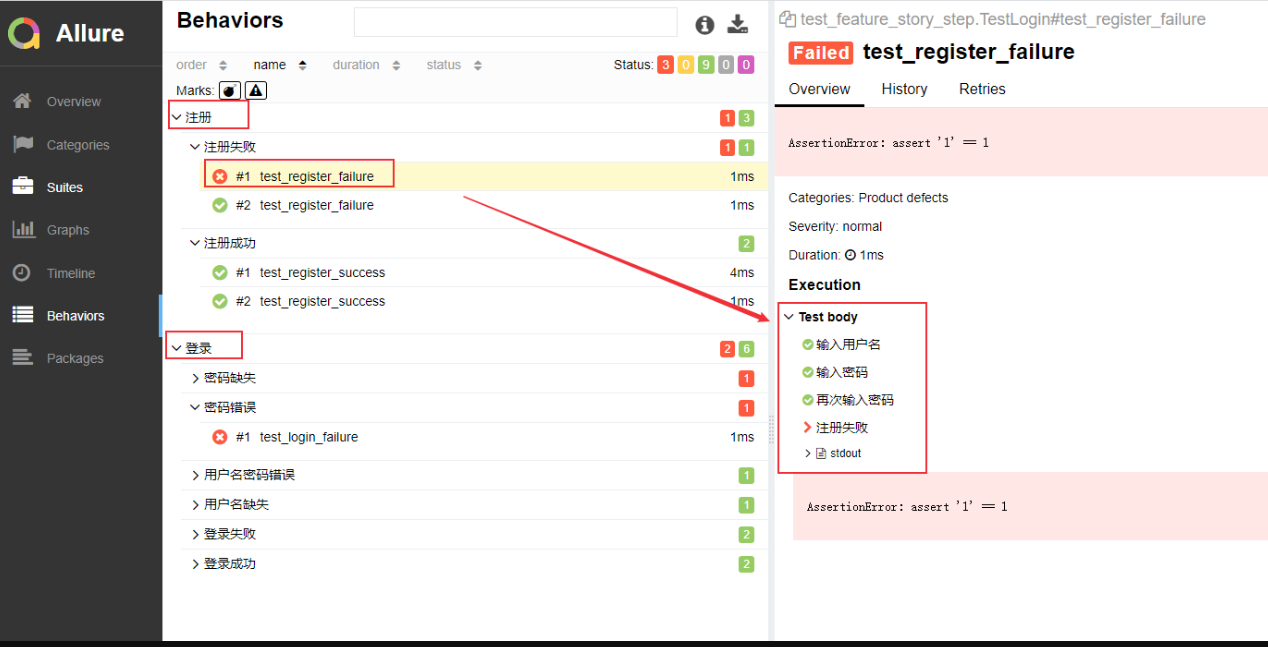 Allure
Overview
Categories
Suites
Graphs
Timeline
Behaviors
Packages
Behaviors
order name duration status Status: 3 0 9 0 0
Marks:
注册 1 3
注册失败 1 1
#1 test_register_failure 1ms
#2 test_register_failure 1ms
注册成功 2
#1 test_register_success 4ms
#2 test_register_success 1ms
登录 2 6
密码缺失 1
密码错误 1
#1 test_login_failure 1ms
用户名密码错误 1
用户名缺失 1
登录失败 2
登录成功 2
test_feature_story_step.TestLogin#test_register_failure
Failed test_register_failure
Overview History Retries
AssertionError: assert '1' == 1
Categories: Product defects
Severity: normal
Duration: 1ms
Execution
Test body
输入用户名
输入密码
再次输入密码
注册失败
stdout
AssertionError: assert '1' == 1